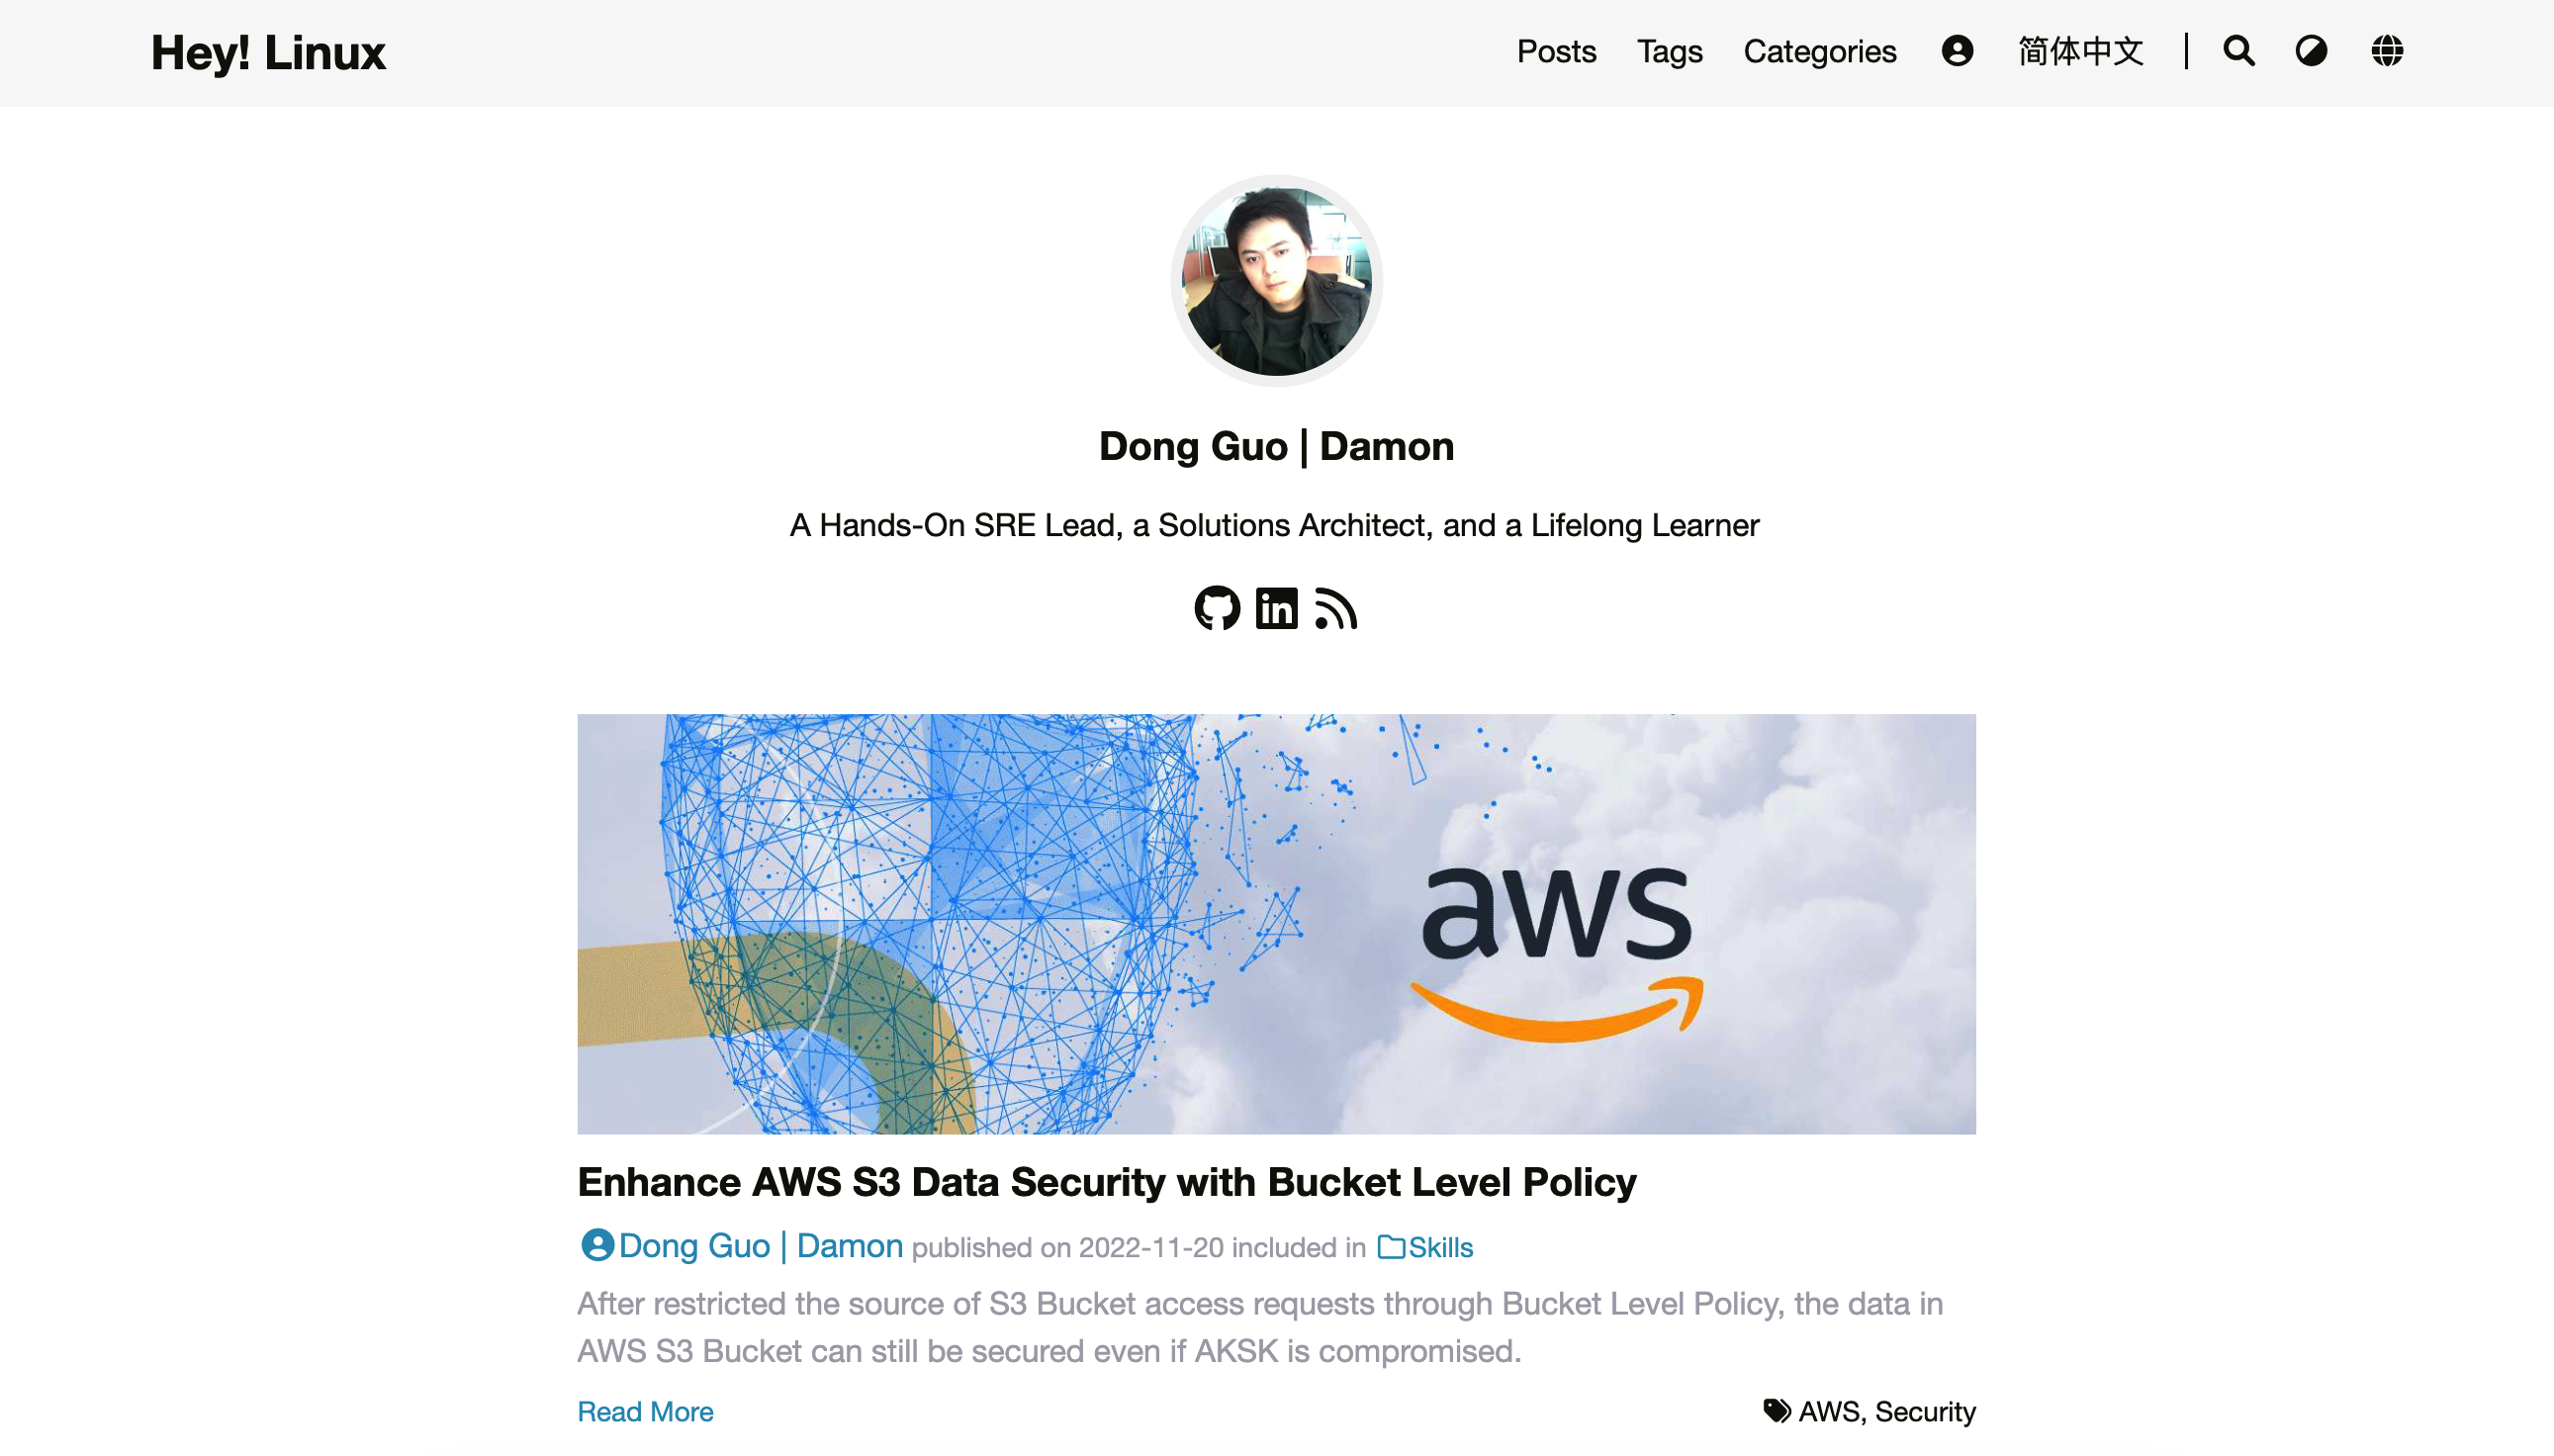 Hey! Linux
Posts Tags Categories 简体中文 |
Dong Guo | Damon
A Hands-On SRE Lead, a Solutions Architect, and a Lifelong Learner
in
aws
Enhance AWS S3 Data Security with Bucket Level Policy
Dong Guo | Damon published on 2022-11-20 included in Skills
After restricted the source of S3 Bucket access requests through Bucket Level Policy, the data in
AWS S3 Bucket can still be secured even if AKSK is compromised.
Read More
AWS, Security